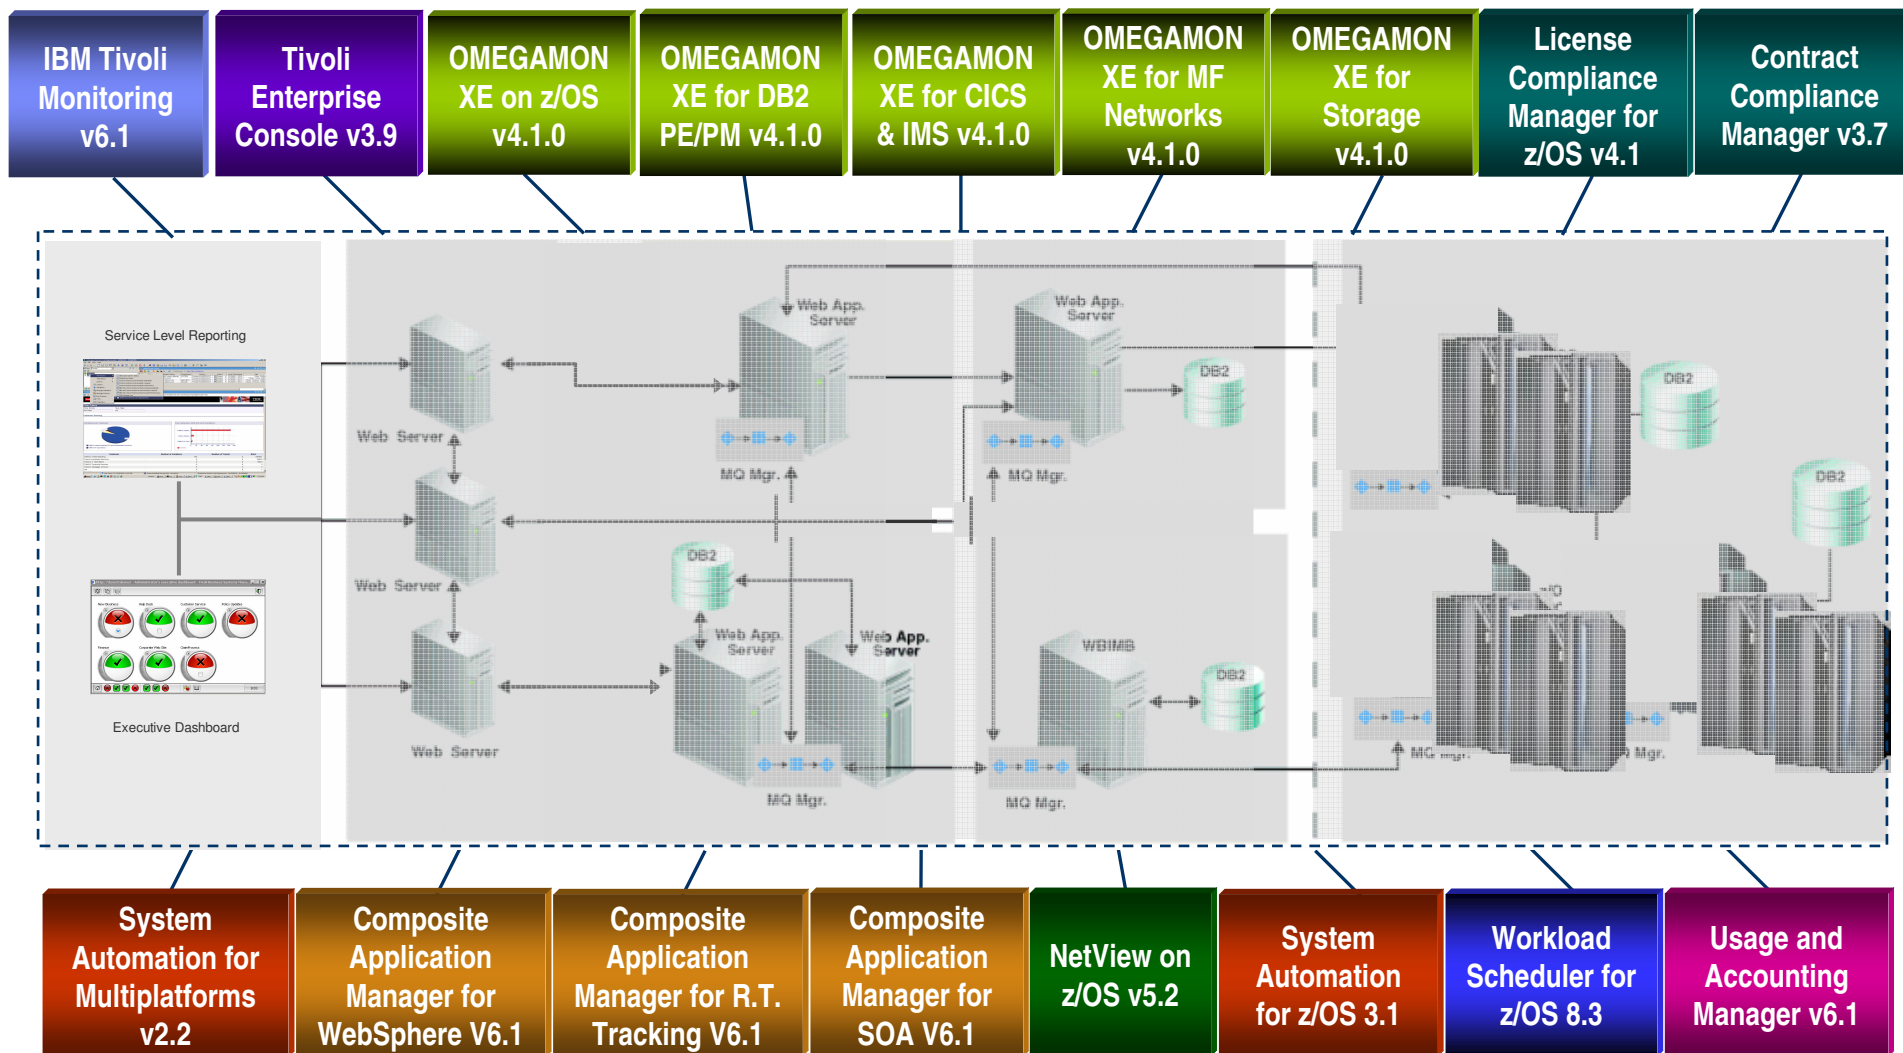 IBM Tivoli
Monitoring
v6.1
Tivoli
Enterprise
Console v3.9
OMEGAMON
XE on z/OS
v4.1.0
OMEGAMON
XE for DB2
PE/PM v4.1.0
OMEGAMON
XE for CICS
& IMS v4.1.0
OMEGAMON
XE for MF
Networks
v4.1.0
OMEGAMON
XE for
Storage
v4.1.0
License
Compliance
Manager for
z/OS v4.1
Contract
Compliance
Manager v3.7
Service Level Reporting
Executive Dashboard
Web Server
Web Server
Web Server
Web App.
Server
MQ Mgr.
Web App.
Server
MQ Mgr.
DB2
DB2
DB2
DB2
Web App.
Server
Web App.
Server
MQ Mgr.
WBIMB
DB2
MQ Mgr.
MQ Mgr.
Mgr.
System
Automation for
Multiplatforms
v2.2
Composite
Application
Manager for
WebSphere V6.1
Composite
Application
Manager for R.T.
Tracking V6.1
Composite
Application
Manager for
SOA V6.1
NetView on
z/OS v5.2
System
Automation
for z/OS 3.1
Workload
Scheduler for
z/OS 8.3
Usage and
Accounting
Manager v6.1